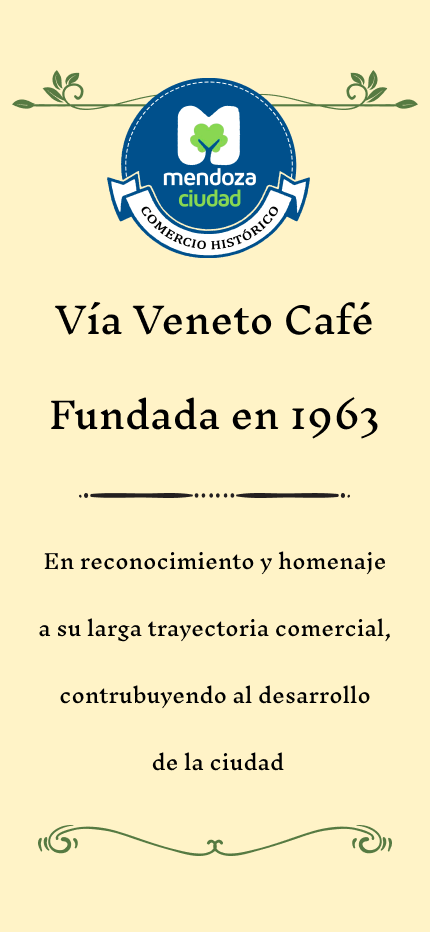 mendoza
ciudad
COMERCIO HISTÓRICO
Vía Veneto Café
Fundada en 1963
En reconocimiento y homenaje
a su larga trayectoria comercial,
contrubuyendo al desarrollo
de la ciudad